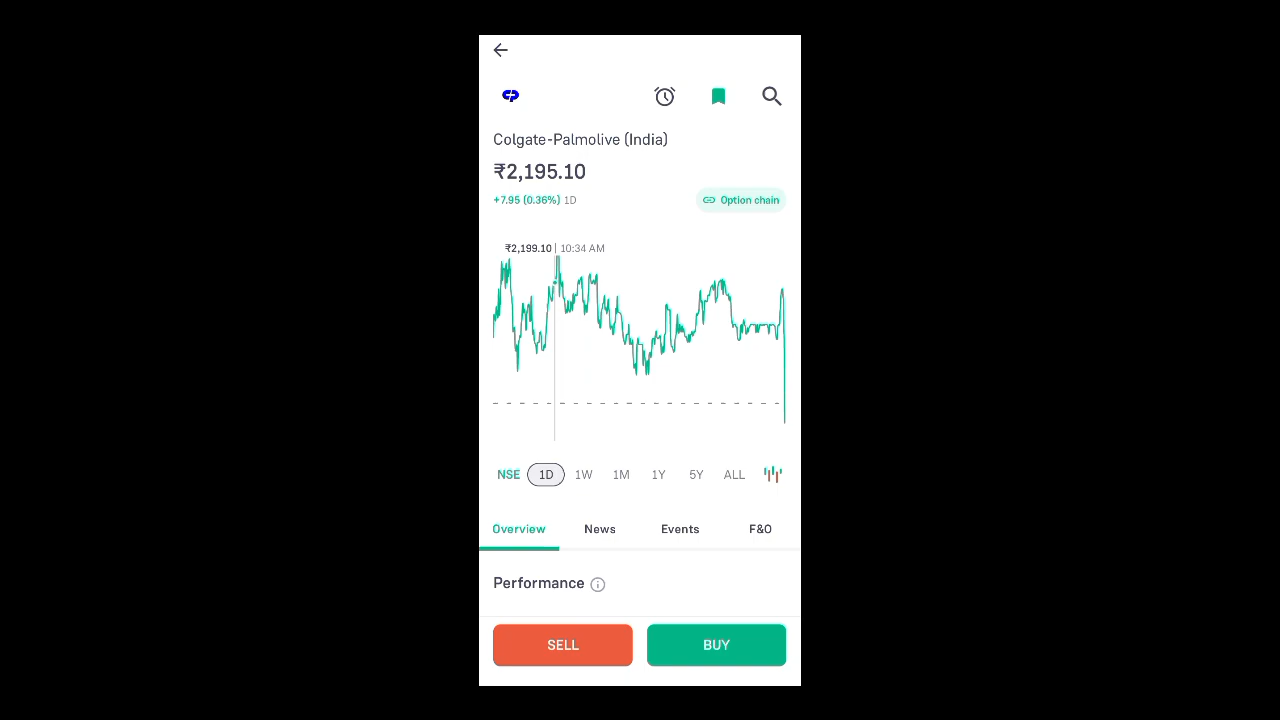 Colgate-Palmolive (India)
₹2,195.10
+7.95 (0.36%) 1D
Option chain
₹2,199.10 | 10:34 AM
NSE 1D 1W 1M 1Y 5Y ALL
Overview News Events F&O
Performance
SELL BUY